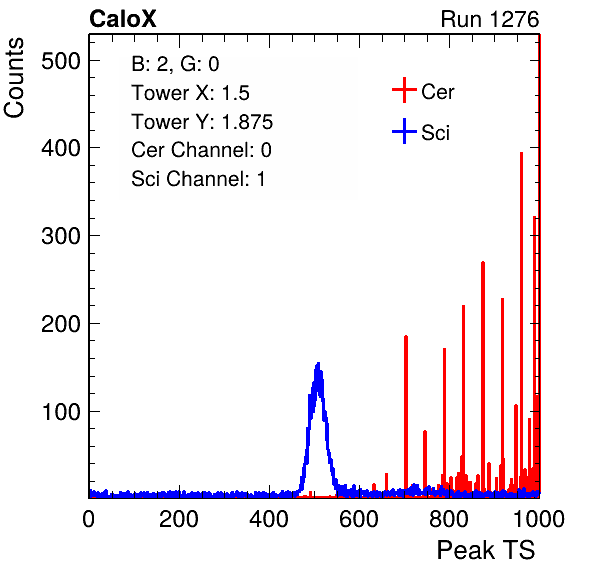 CaloX Run 1276
Counts
500
400
300
200
100
B: 2, G: 0
Tower X: 1.5
Tower Y: 1.875
Cer Channel: 0
Sci Channel: 1
Cer
Sci
0 200 400 600 800 1000
Peak TS